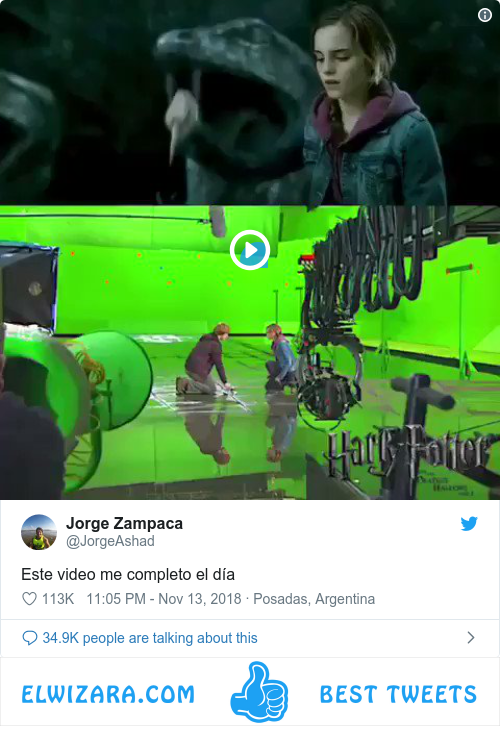 Harry Potter
Jorge Zampaca
@JorgeAshad
Este video me completo el día
113K 11:05 PM - Nov 13, 2018 · Posadas, Argentina
34.9K people are talking about this
ELWIZARA.COM BEST TWEETS